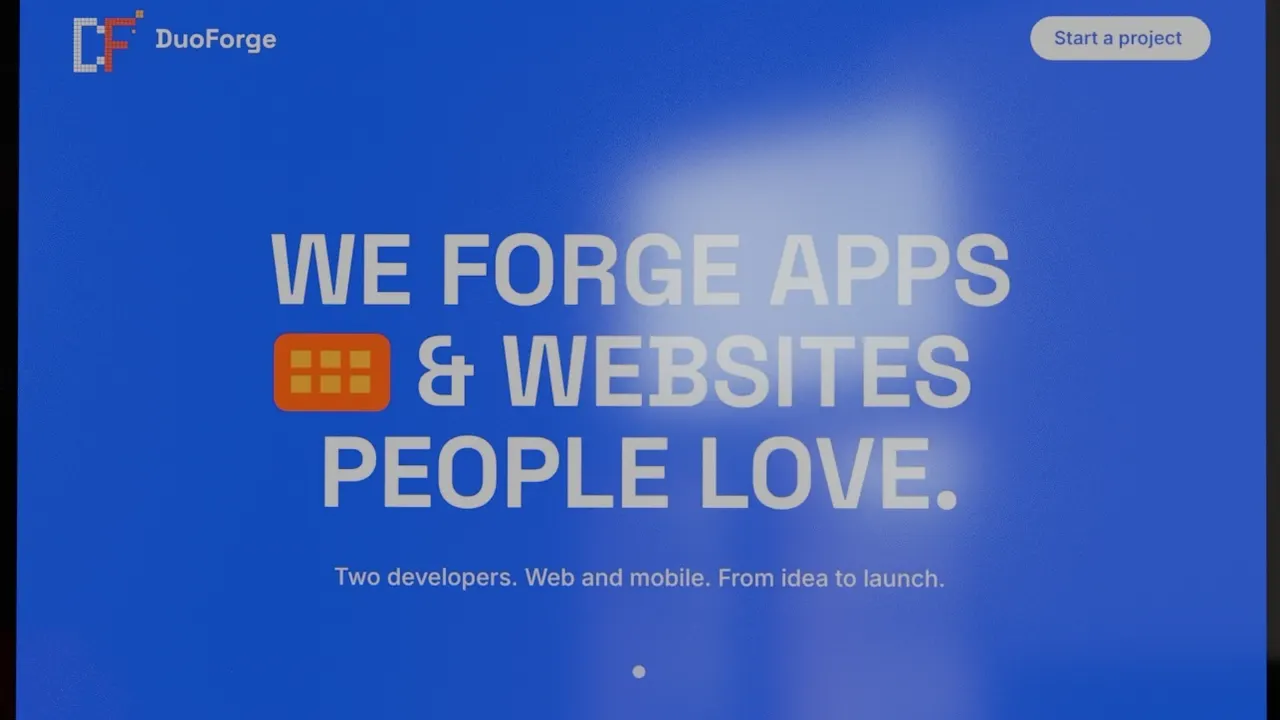 DuoForge
Start a project
WE FORGE APPS
& WEBSITES
PEOPLE LOVE.
Two developers. Web and mobile. From idea to launch.